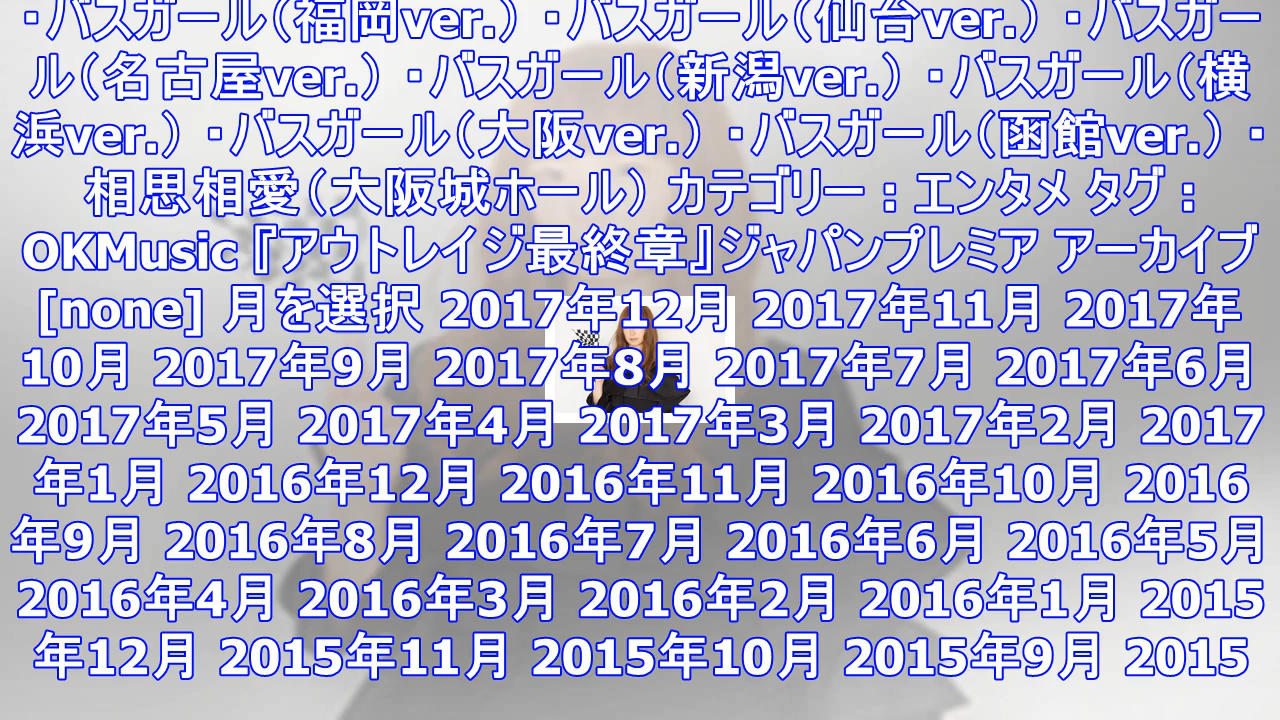 ・バスガール（福岡ver.） ・バスガール（仙台ver.） ・バスガー
ル（名古屋ver.） ・バスガール（新潟ver.） ・バスガール（横
浜ver.） ・バスガール（大阪ver.） ・バスガール（函館ver.） ・
相思相愛（大阪城ホール） カテゴリー : エンタメ タグ :
OKMusic 『アウトレイジ最終章』ジャパンプレミア アーカイブ
[none] 月を選択 2017年12月 2017年11月 2017年
10月 2017年9月 2017年8月 2017年7月 2017年6月
2017年5月 2017年4月 2017年3月 2017年2月 2017
年1月 2016年12月 2016年11月 2016年10月 2016
年9月 2016年8月 2016年7月 2016年6月 2016年5月
2016年4月 2016年3月 2016年2月 2016年1月 2015
年12月 2015年11月 2015年10月 2015年9月 2015